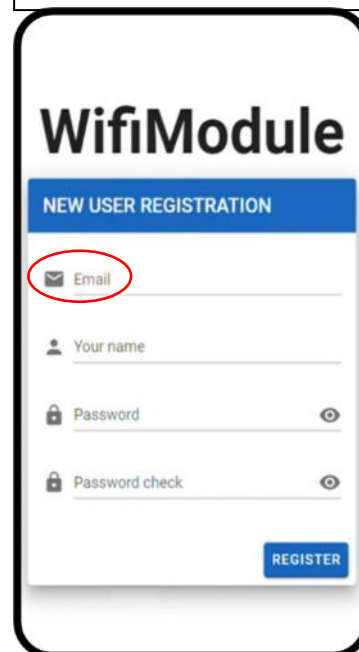 WifiModule
NEW USER REGISTRATION
Email
Your name
Password
Password check
REGISTER